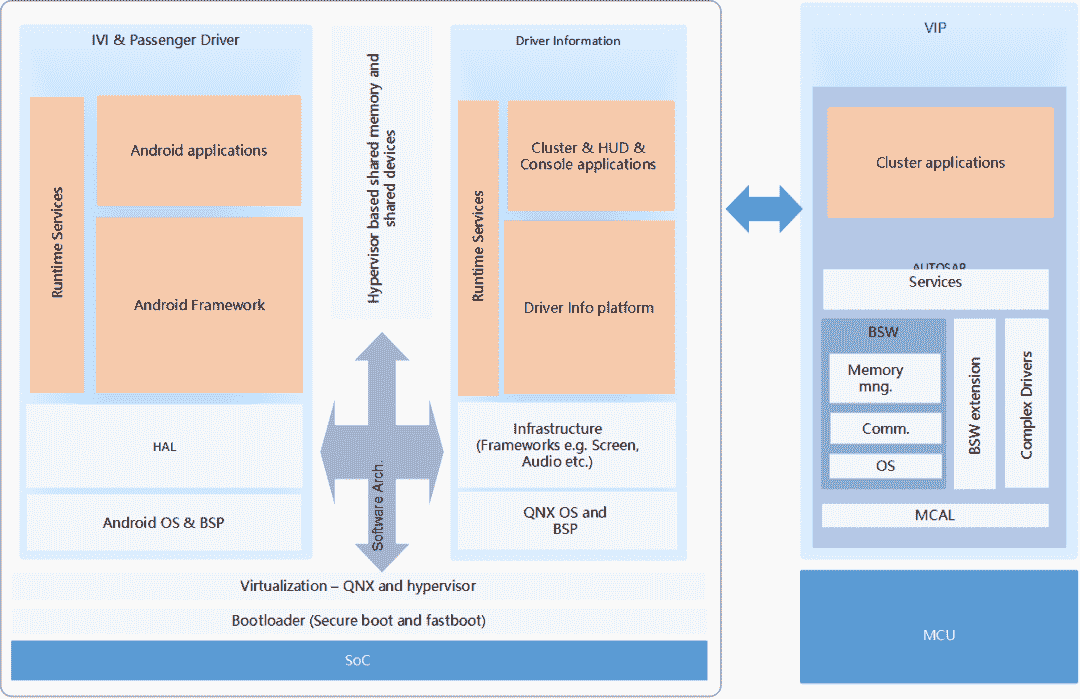 IVI & Passenger Driver
Runtime Services
Android applications
Android Framework
HAL
Android OS & BSP
Hypervisor based shared memory and
shared devices
Software Arch.
Driver Information
Runtime Services
Cluster & HUD &
Console applications
Driver Info platform
Infrastructure
(Frameworks e.g. Screen,
Audio etc.)
QNX OS and
BSP
Virtualization – QNX and hypervisor
Bootloader (Secure boot and fastboot)
SoC
VIP
Cluster applications
AUTOSAR
Services
BSW
Memory
mng.
Comm.
OS
BSW extension
Complex Drivers
MCAL
MCU